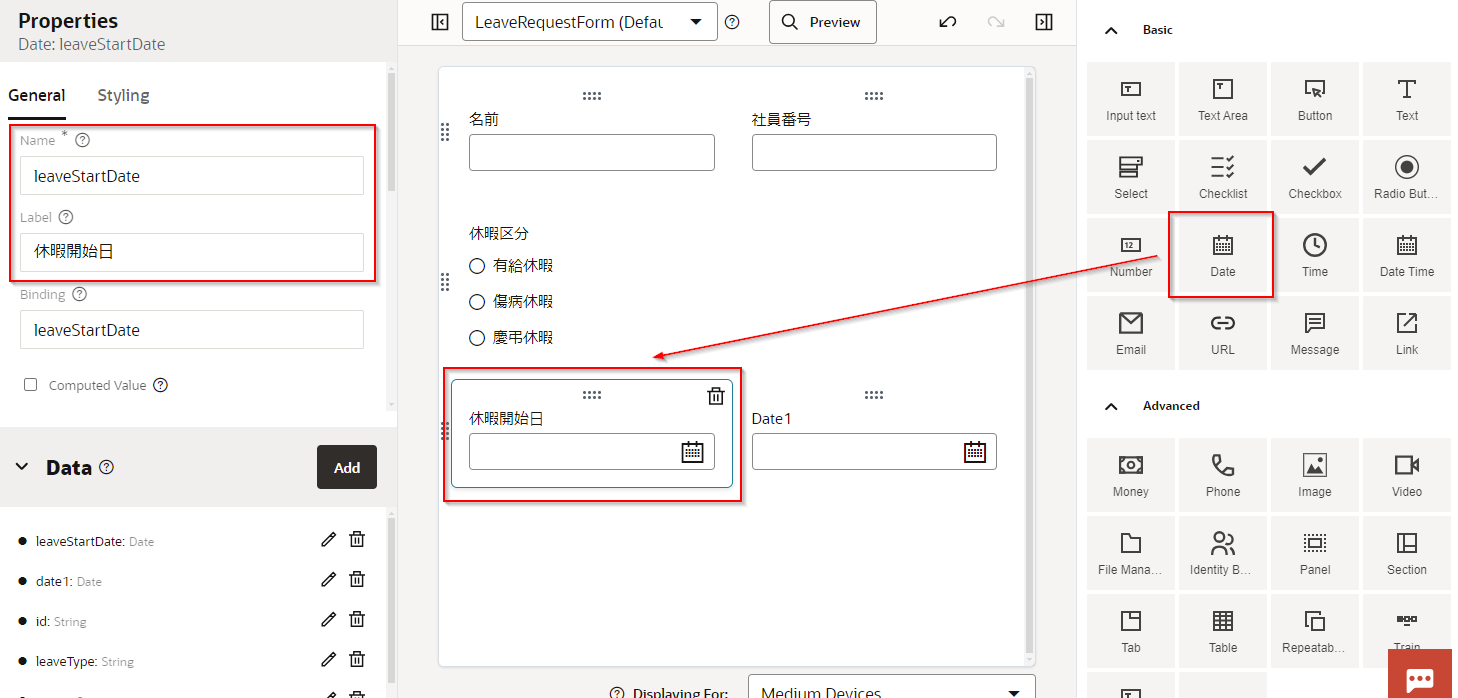 Properties
Date: leaveStartDate
General
Styling
Name *
leaveStartDate
Label
休暇開始日
Binding
leaveStartDate
Computed Value
Data
Add
leaveStartDate: Date
date1: Date
id: String
leaveType: String
LeaveRequestForm (Defau
Preview
名前
社員番号
休暇区分
有給休暇
傷病休暇
慶弔休暇
休暇開始日
Date1
Displaying For:
Medium Devices
Basic
Input text
Text Area
Button
Text
Select
Checklist
Checkbox
Radio But...
Number
Date
Time
Date Time
Email
URL
Message
Link
Advanced
Money
Phone
Image
Video
File Mana...
Identity B...
Panel
Section
Tab
Table
Repeatab...
Train